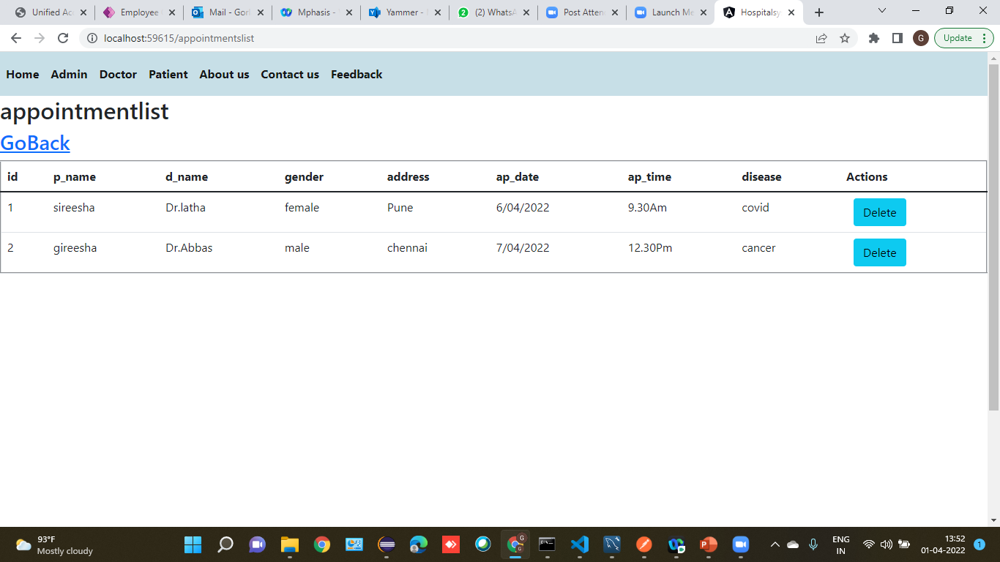 Unified Acc Employee Mail - Gorl Mphasis - Yammer - (2) WhatsA Post Atten Launch Me Hospitalsy
localhost:59615/appointmentslist G Update
Home Admin Doctor Patient About us Contact us Feedback
appointmentlist
GoBack
id p_name d_name gender address ap_date ap_time disease Actions
1 sireesha Dr.latha female Pune 6/04/2022 9.30Am covid Delete
2 gireesha Dr.Abbas male chennai 7/04/2022 12.30Pm cancer Delete
93°F
Mostly cloudy
ENG
IN
13:52
01-04-2022
1